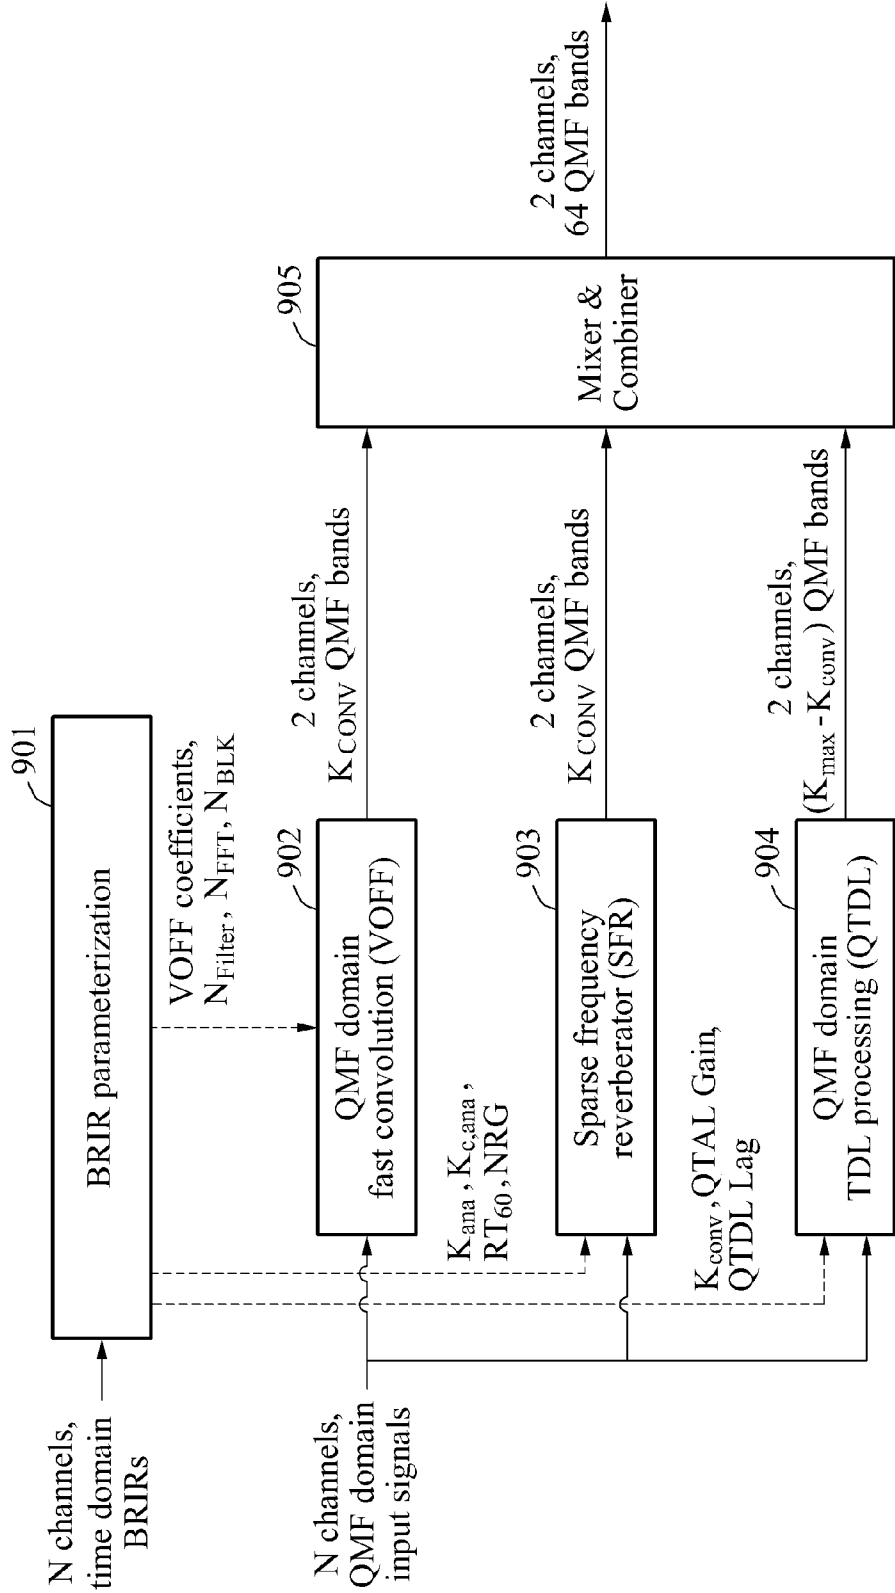 N channels,
time domain
BRIRs
901
BRIR parameterization
VOFF coefficients,
N_Filter, N_FFT, N_BLK
N channels,
QMF domain
input signals
902
QMF domain
fast convolution (VOFF)
2 channels,
K_CONV QMF bands
K_ana, K_c,ana,
RT_60, NRG
903
Sparse frequency
reverberator (SFR)
2 channels,
K_CONV QMF bands
K_conv, QTAL Gain,
QTDL Lag
904
QMF domain
TDL processing (QTDL)
2 channels,
(K_max - K_conv) QMF bands
905
Mixer &
Combiner
2 channels,
64 QMF bands